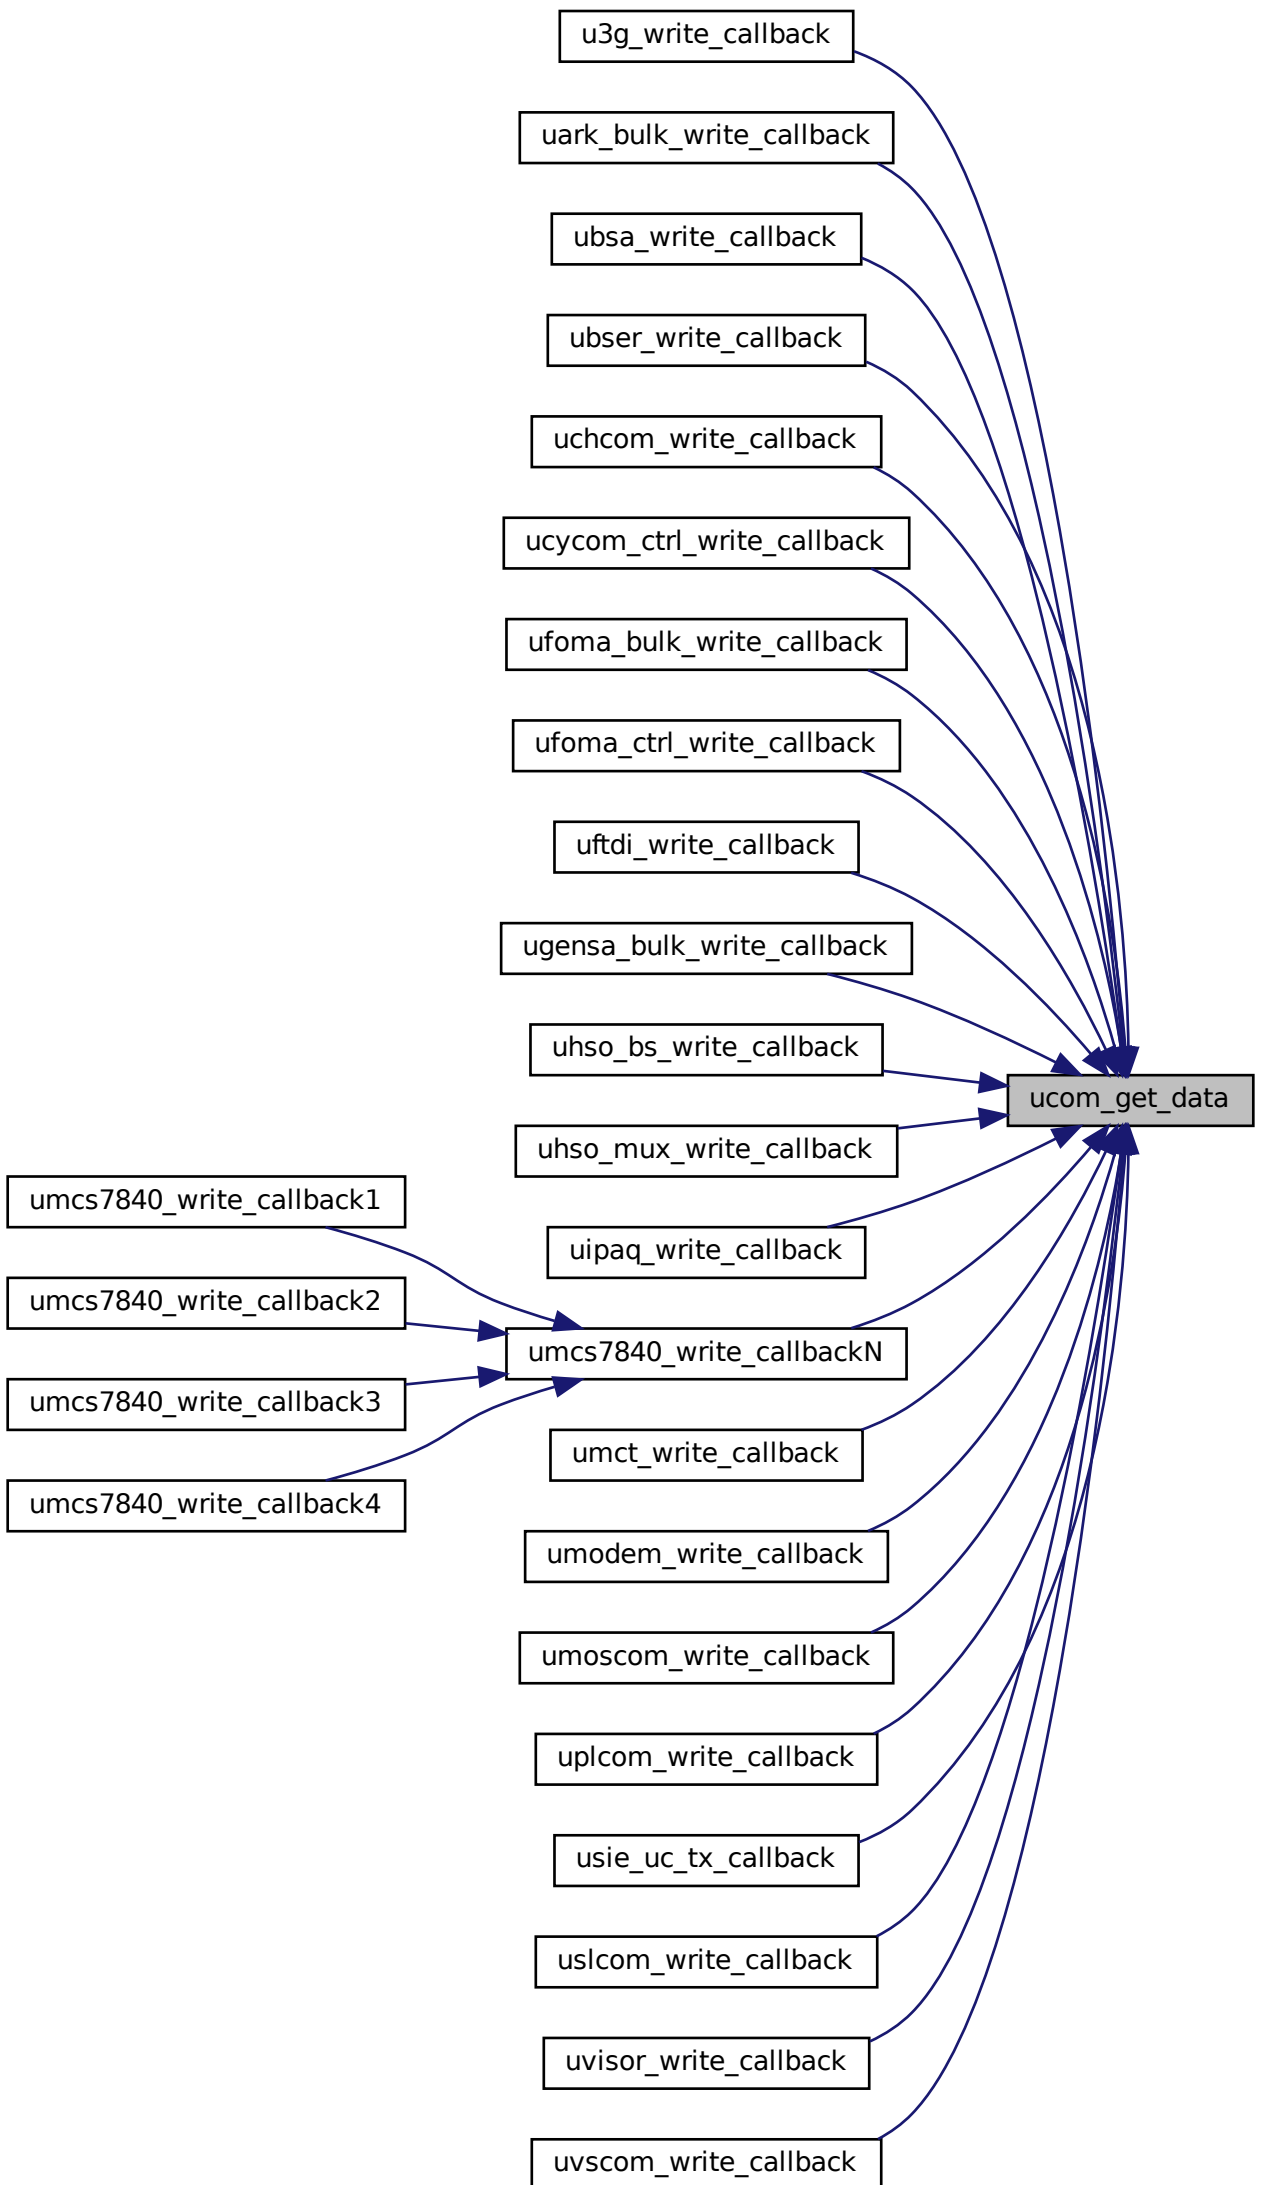 u3g_write_callback
uark_bulk_write_callback
ubsa_write_callback
ubser_write_callback
uchcom_write_callback
ucycom_ctrl_write_callback
ufoma_bulk_write_callback
ufoma_ctrl_write_callback
uftdi_write_callback
ugensa_bulk_write_callback
uhso_bs_write_callback
ucom_get_data
uhso_mux_write_callback
umcs7840_write_callback1
uipaq_write_callback
umcs7840_write_callback2
umcs7840_write_callbackN
umcs7840_write_callback3
umct_write_callback
umcs7840_write_callback4
umodem_write_callback
umoscom_write_callback
uplcom_write_callback
usie_uc_tx_callback
uslcom_write_callback
uvisor_write_callback
uvscom_write_callback